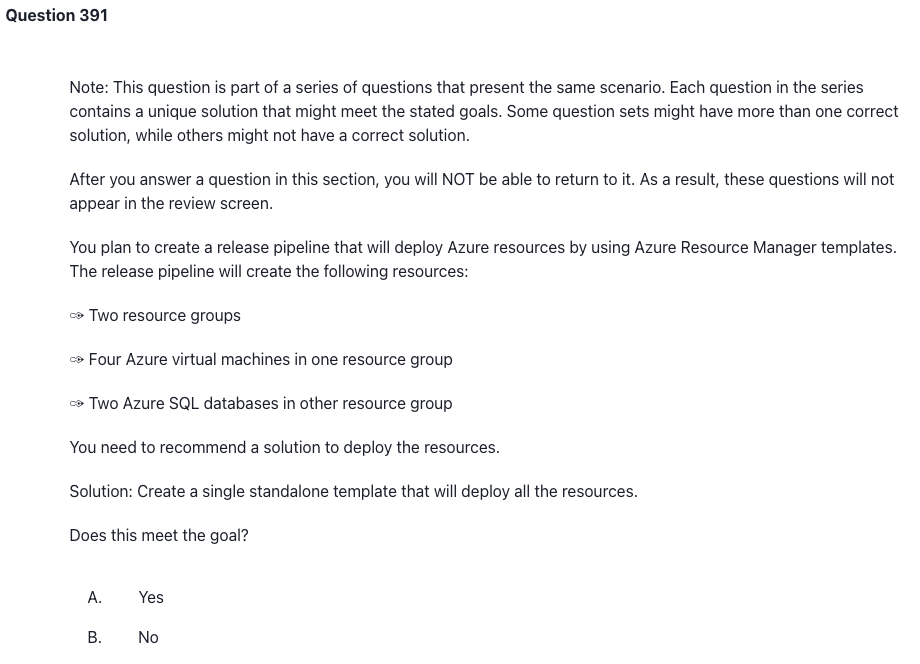 Question 391
Note: This question is part of a series of questions that present the same scenario. Each question in the series
contains a unique solution that might meet the stated goals. Some question sets might have more than one correct
solution, while others might not have a correct solution.
After you answer a question in this section, you will NOT be able to return to it. As a result, these questions will not
appear in the review screen.
You plan to create a release pipeline that will deploy Azure resources by using Azure Resource Manager templates.
The release pipeline will create the following resources:
✑ Two resource groups
✑ Four Azure virtual machines in one resource group
✑ Two Azure SQL databases in other resource group
You need to recommend a solution to deploy the resources.
Solution: Create a single standalone template that will deploy all the resources.
Does this meet the goal?
A. Yes
B. No